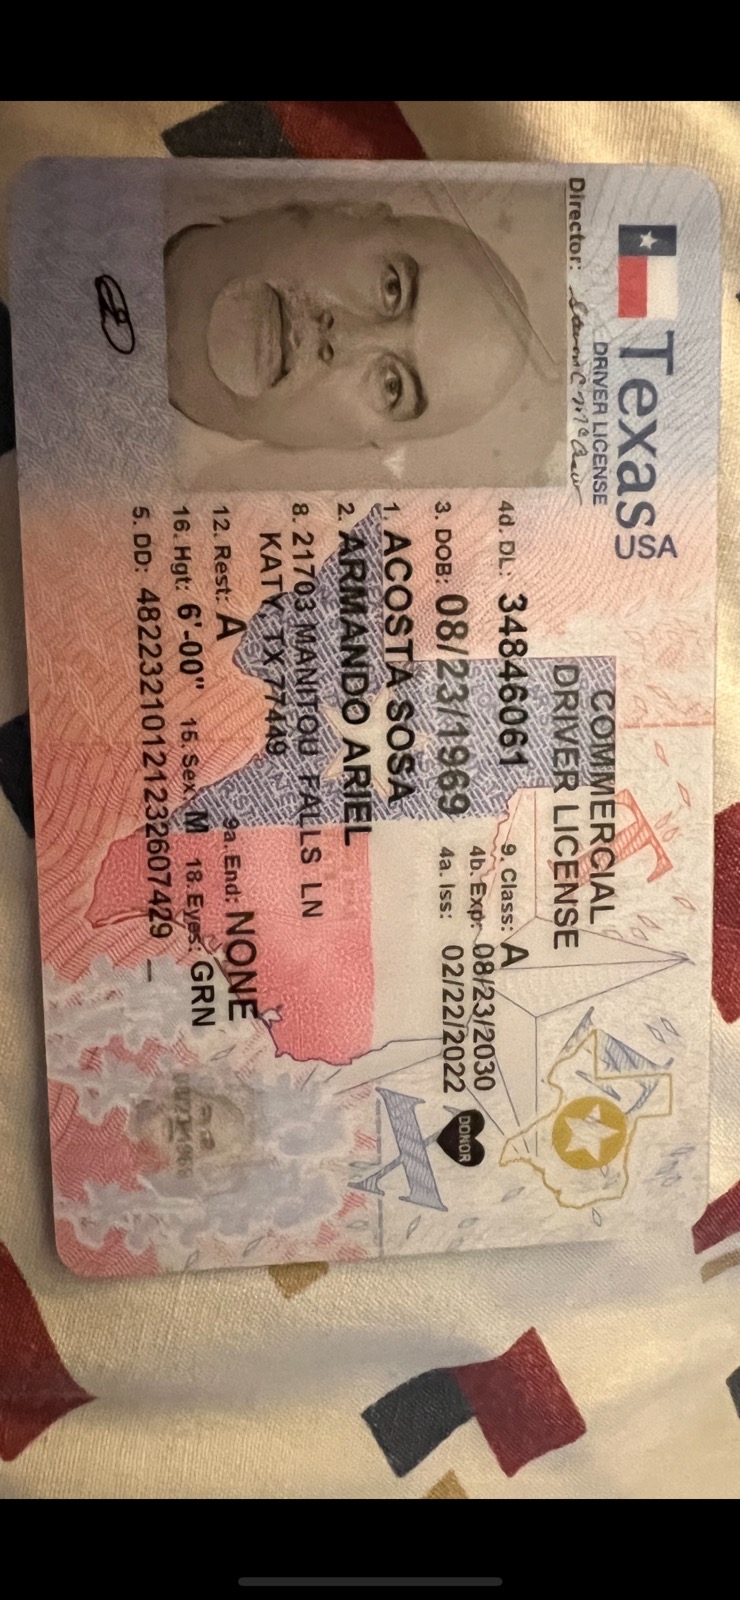 Texas USA
DRIVER LICENSE
Director:
COMMERCIAL
DRIVER LICENSE
4d. DL: 34846061 9. Class: A
4b. Exp: 08/23/2030
3. DOB: 08/23/1969 4a. Iss: 02/22/2022
DONOR
1. ACOSTA SOSA
2. ARMANDO ARIEL
8. 21703 MANITOU FALLS LN
KATY TX 77449
12. Rest: A 9a. End: NONE
16. Hgt: 6'-00" 15. Sex: M 18. Eyes: GRN
5. DD: 48223210121232607429